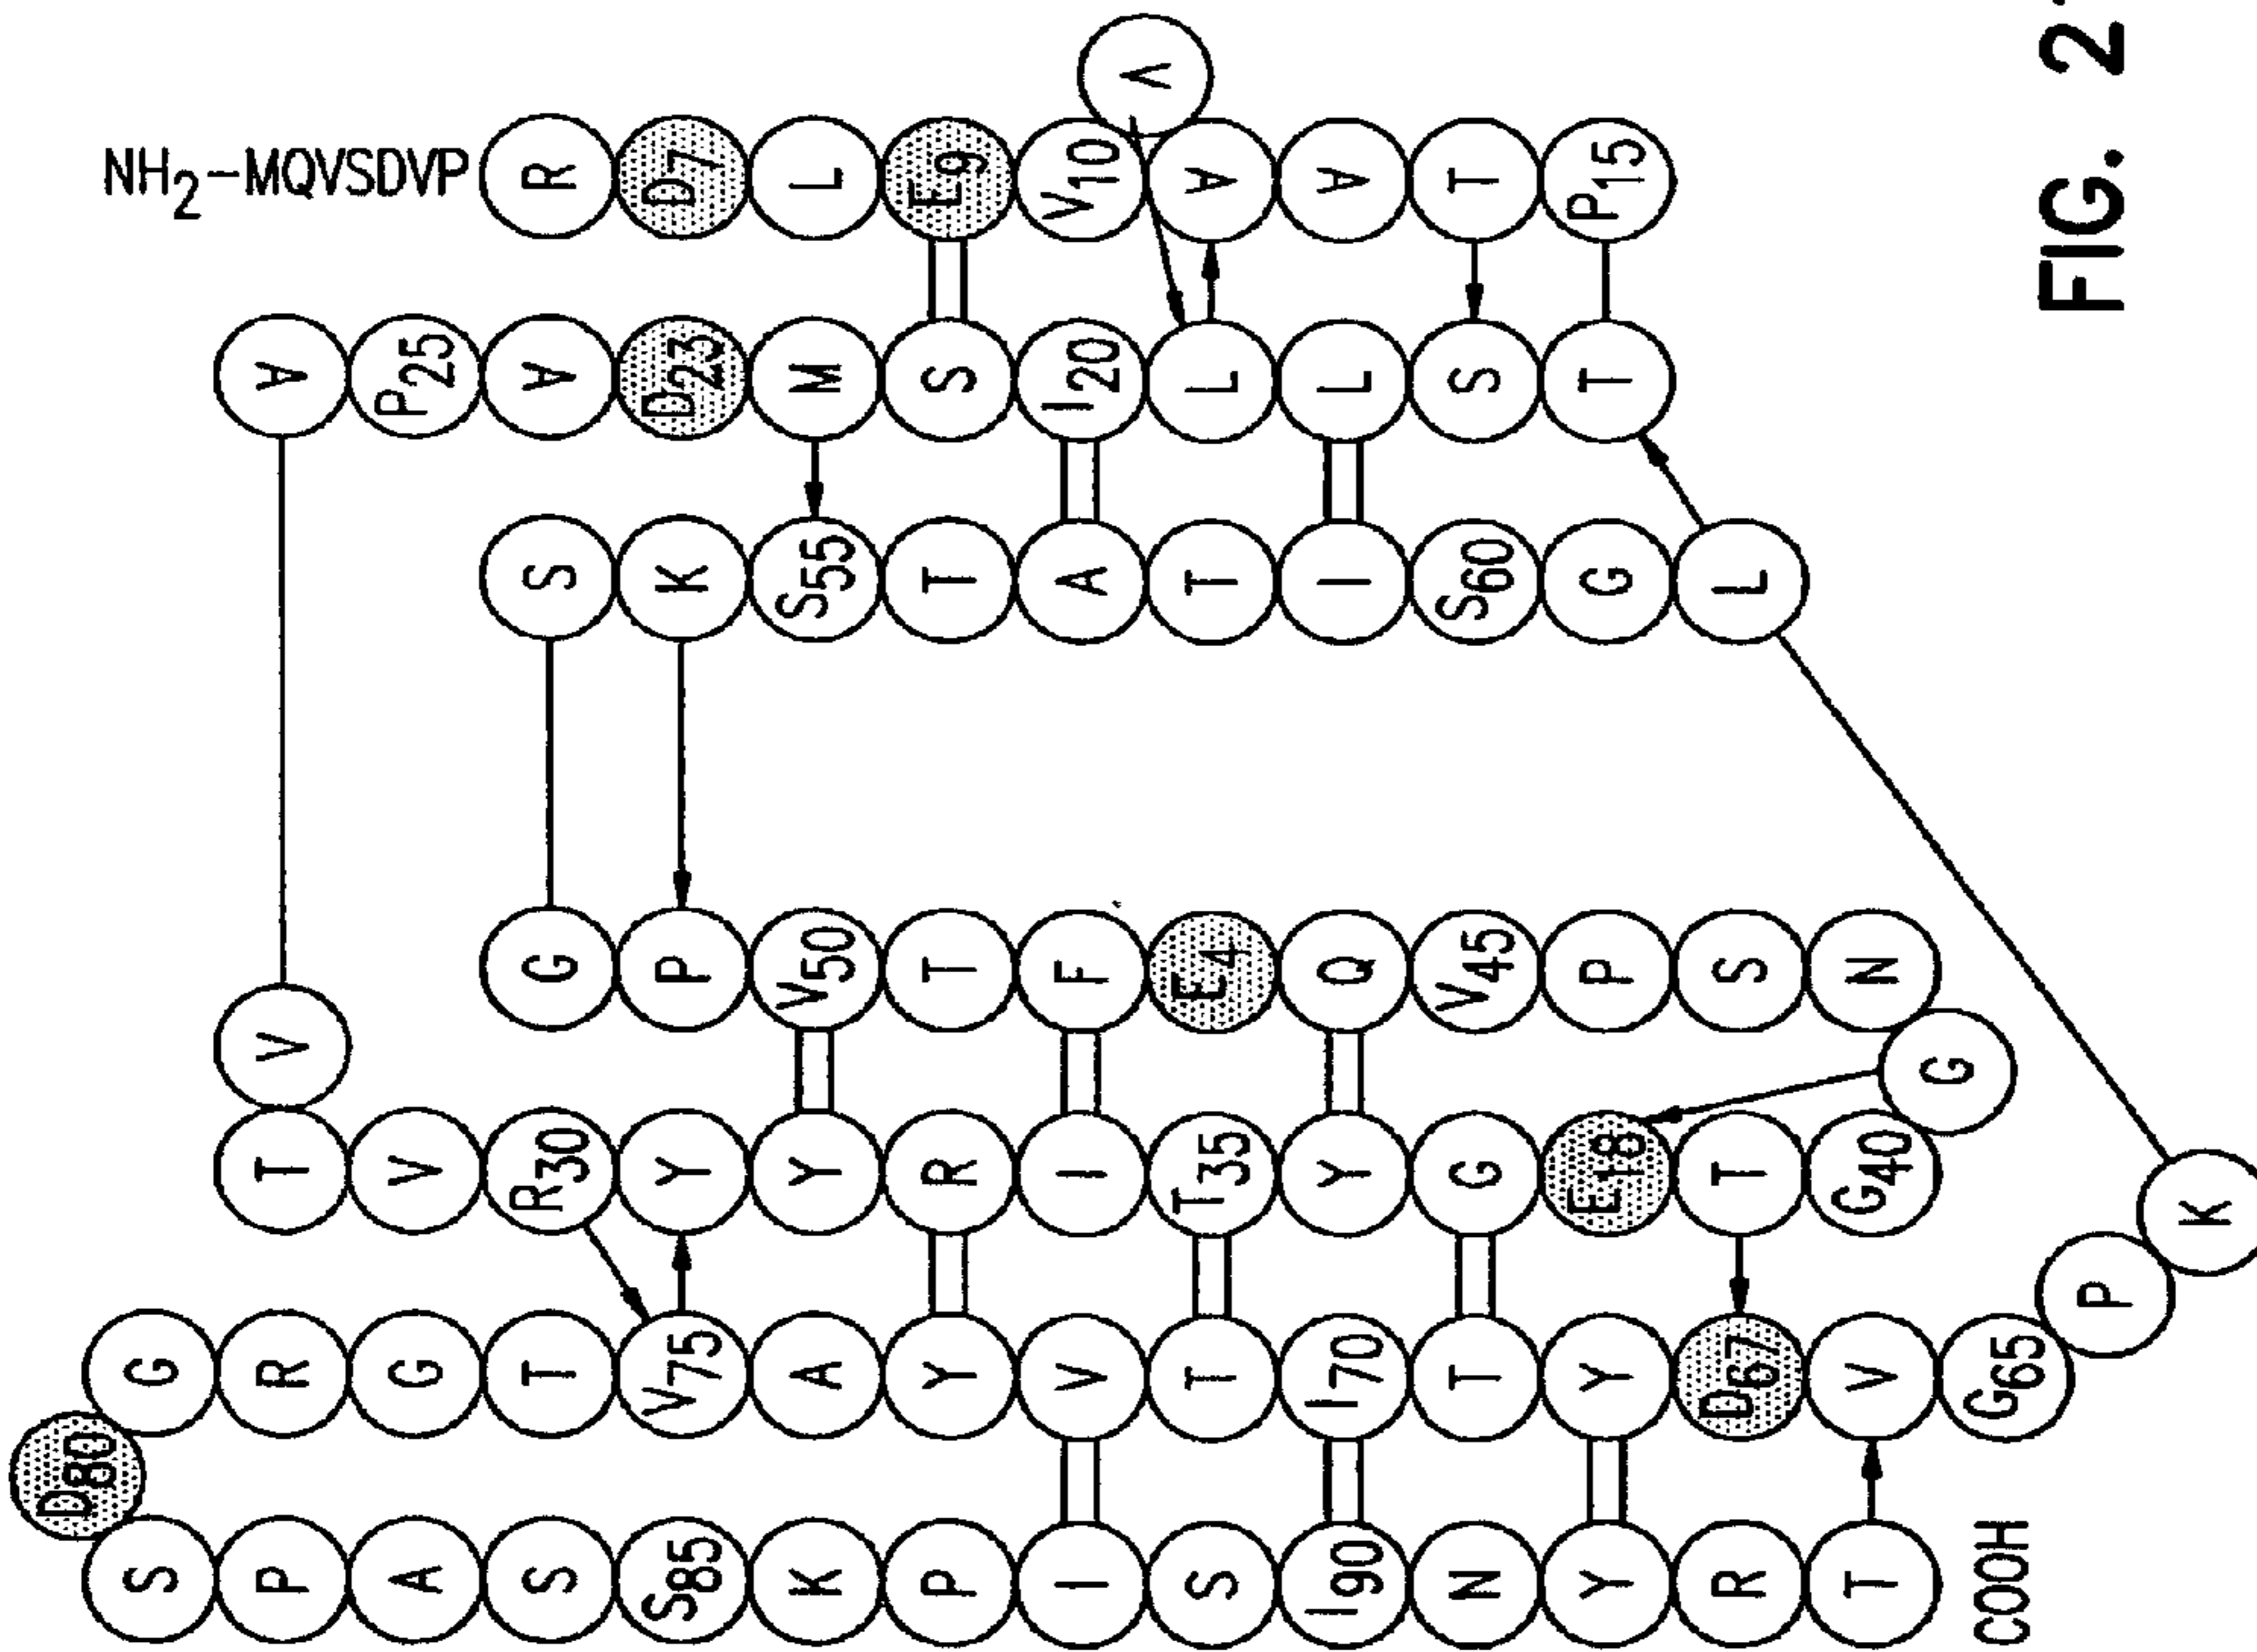 NH2-MQVSDVP
R D7 L E9 V10 V A A T P15
T S L L I20 S M D23 A P25 A
V T V R30 Y Y R I T35 Y G E18 T G40 G
N S P V45 Q E4 F T V50 P G
S K S55 T A T I S60 G L
K P G65 V D67 Y T I70 T V Y A V75 T G R G
D80
S P A S S85 K P I S I90 N Y R T
COOH
FIG. 2